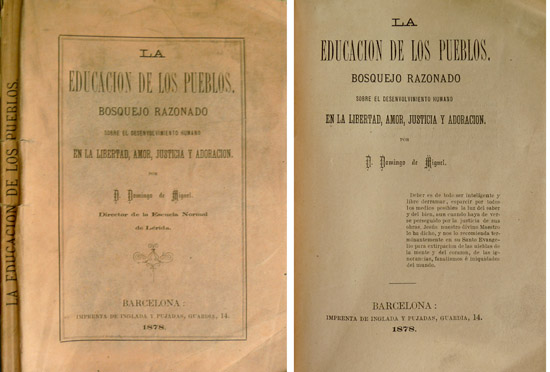 LA EDUCACION DE LOS PUEBLOS.
LA
EDUCACION DE LOS PUEBLOS.
BOSQUEJO RAZONADO
SOBRE EL DESENVOLVIMIENTO HUMANO
EN LA LIBERTAD, AMOR, JUSTICIA Y ADORACION.
POR
D. Domingo de Miguel.
Director de la Escuela Normal
de Lérida.
BARCELONA:
IMPRENTA DE INGLADA Y PUJADAS, GUARDIA, 14.
1878.
LA
EDUCACION DE LOS PUEBLOS.
BOSQUEJO RAZONADO
SOBRE EL DESENVOLVIMIENTO HUMANO
EN LA LIBERTAD, AMOR, JUSTICIA Y ADORACION.
POR
D. Domingo de Miguel.
Deber es de todo ser inteligente y
libre derramar, esparcir por todos
los medios posibles la luz del saber
y del bien, aun cuando haya de ver-
se perseguido por la justicia de sus
obras. Jesús nuestro divino Maestro
lo ha dicho, y nos lo recomienda ter-
minantemente en su Santo Evange-
lio para extirparlos de las nieblas de
la mente y del corazon, de las ig-
norancias, fanatismos é iniquidades
del mundo.
BARCELONA:
IMPRENTA DE INGLADA Y PUJADAS, GUARDIA, 14.
1878.